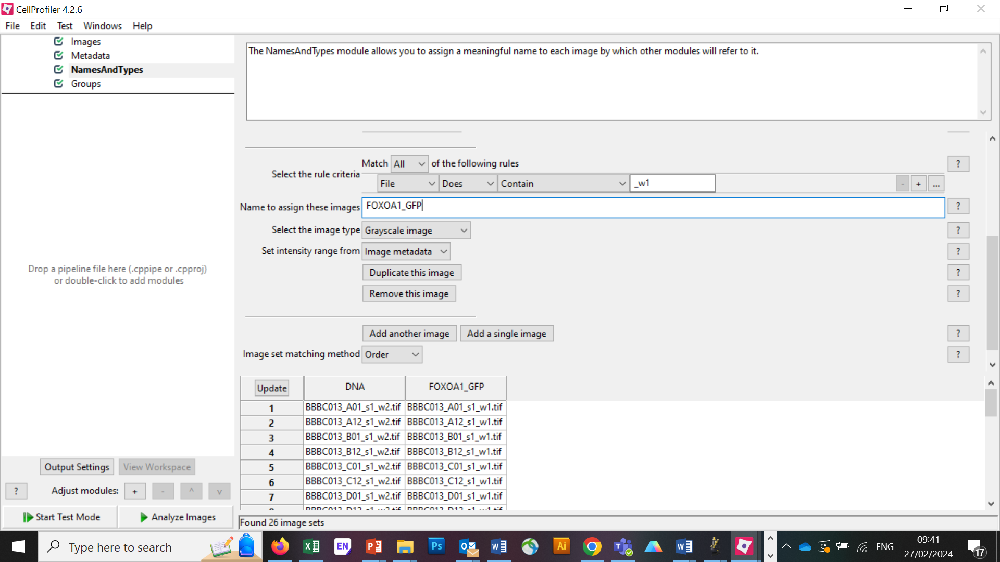 CellProfiler 4.2.6
File Edit Test Windows Help
Images
Metadata
NamesAndTypes
Groups
Drop a pipeline file here (.cppipe or .cpproj)
or double-click to add modules
Output Settings View Workspace
? Adjust modules: + - ^ v
Start Test Mode Analyze Images
The NamesAndTypes module allows you to assign a meaningful name to each image by which other modules will refer to it.
Select the rule criteria
Match All of the following rules ?
File Does Contain _w1 - + ...
Name to assign these images FOXOA1_GFP ?
Select the image type Grayscale image ?
Set intensity range from Image metadata ?
Duplicate this image ?
Remove this image ?
Add another image Add a single image ?
Image set matching method Order ?
Update DNA FOXOA1_GFP
1 BBBC013_A01_s1_w2.tif BBBC013_A01_s1_w1.tif
2 BBBC013_A12_s1_w2.tif BBBC013_A12_s1_w1.tif
3 BBBC013_B01_s1_w2.tif BBBC013_B01_s1_w1.tif
4 BBBC013_B12_s1_w2.tif BBBC013_B12_s1_w1.tif
5 BBBC013_C01_s1_w2.tif BBBC013_C01_s1_w1.tif
6 BBBC013_C12_s1_w2.tif BBBC013_C12_s1_w1.tif
7 BBBC013_D01_s1_w2.tif BBBC013_D01_s1_w1.tif
Found 26 image sets
Type here to search EN Ps Ai ENG
09:41
27/02/2024
17